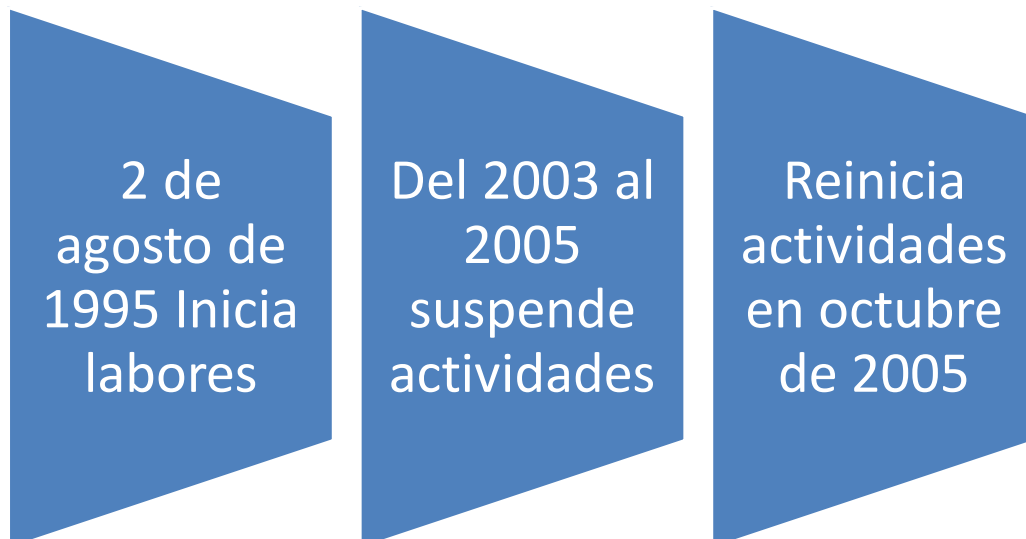 2 de
agosto de
1995 Inicia
labores
Del 2003 al
2005
suspende
actividades
Reinicia
actividades
en octubre
de 2005